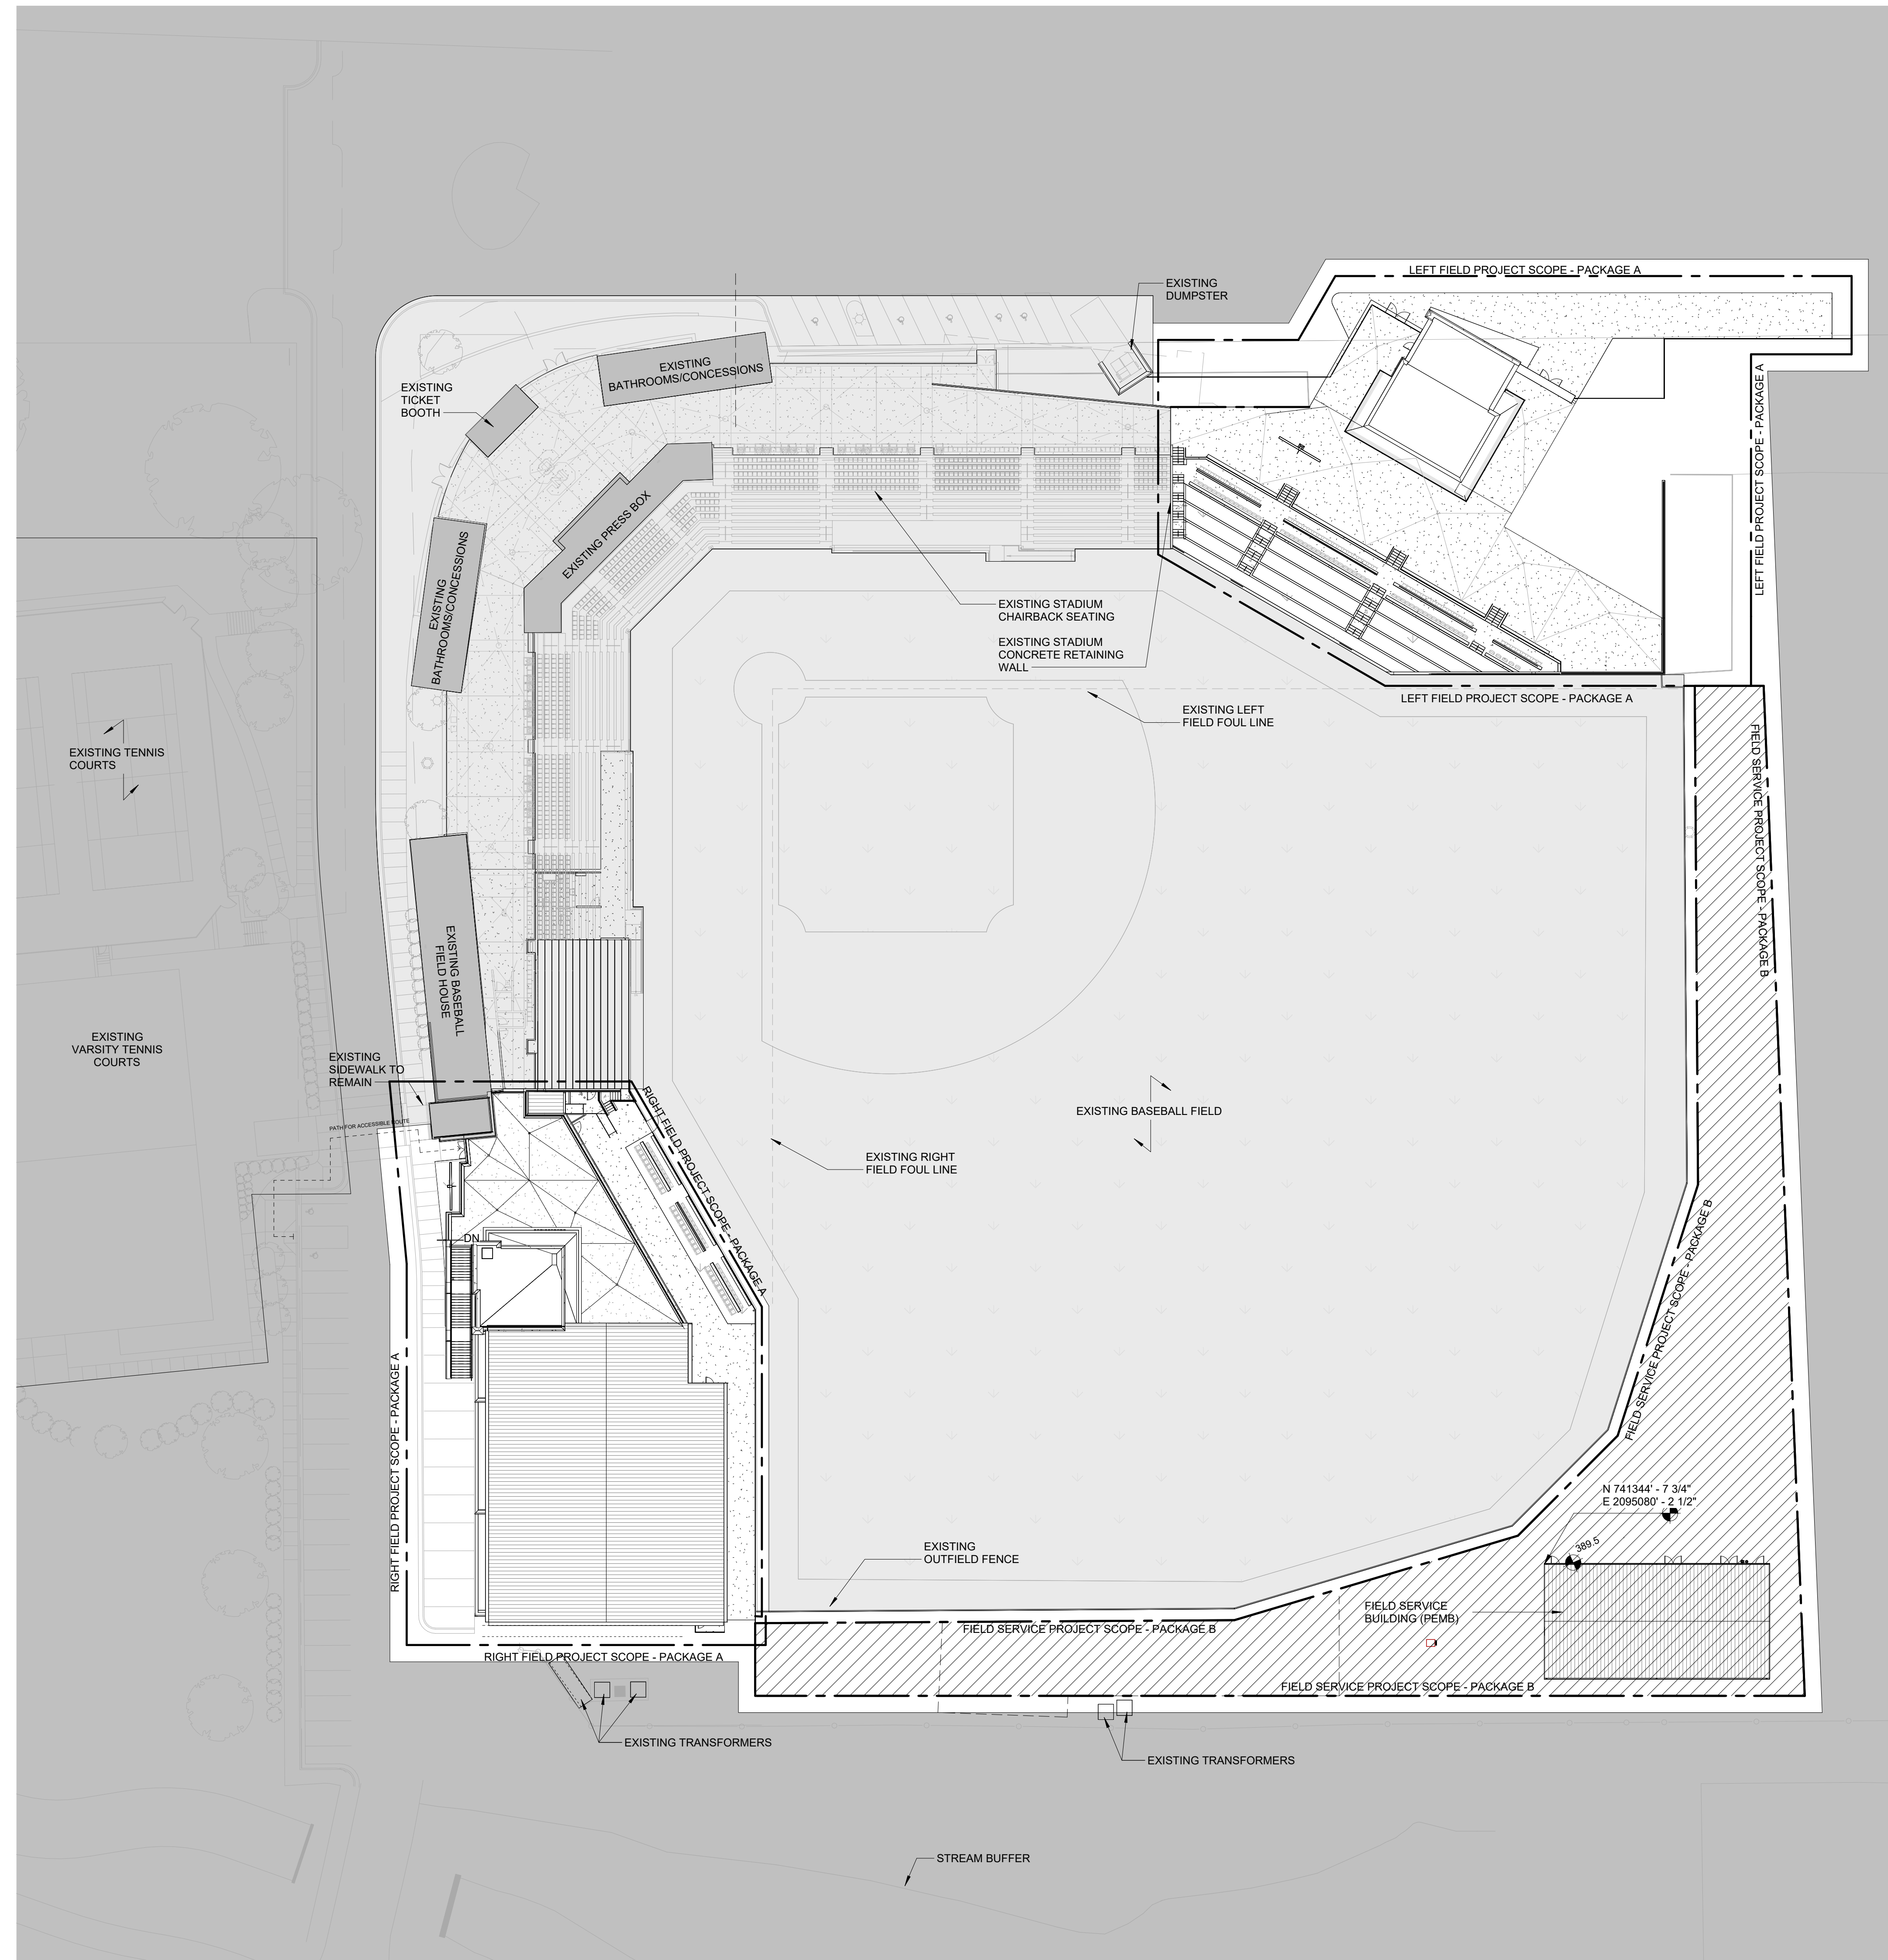 LEFT FIELD PROJECT SCOPE - PACKAGE A
EXISTING
DUMPSTER
EXISTING
BATHROOMS/CONCESSIONS
EXISTING
TICKET
BOOTH
LEFT FIELD PROJECT SCOPE - PACKAGE A
EXISTING PRESS BOX
EXISTING
BATHROOMS/CONCESSIONS
EXISTING STADIUM
CHAIRBACK SEATING
EXISTING STADIUM
CONCRETE RETAINING
WALL
LEFT FIELD PROJECT SCOPE - PACKAGE A
EXISTING LEFT
FIELD FOUL LINE
EXISTING TENNIS
COURTS
FIELD SERVICE PROJECT SCOPE - PACKAGE B
EXISTING BASEBALL
FIELD HOUSE
EXISTING
VARSITY TENNIS
COURTS
EXISTING
SIDEWALK TO
REMAIN
PATH FOR ACCESSIBLE ROUTE
RIGHT FIELD PROJECT SCOPE - PACKAGE A
EXISTING BASEBALL FIELD
EXISTING RIGHT
FIELD FOUL LINE
DN
FIELD SERVICE PROJECT SCOPE - PACKAGE B
RIGHT FIELD PROJECT SCOPE - PACKAGE A
N 741344' - 7 3/4"
E 2095080' - 2 1/2"
389.5
EXISTING
OUTFIELD FENCE
FIELD SERVICE
BUILDING (PEMB)
FIELD SERVICE PROJECT SCOPE - PACKAGE B
RIGHT FIELD PROJECT SCOPE - PACKAGE A
FIELD SERVICE PROJECT SCOPE - PACKAGE B
EXISTING TRANSFORMERS
EXISTING TRANSFORMERS
STREAM BUFFER